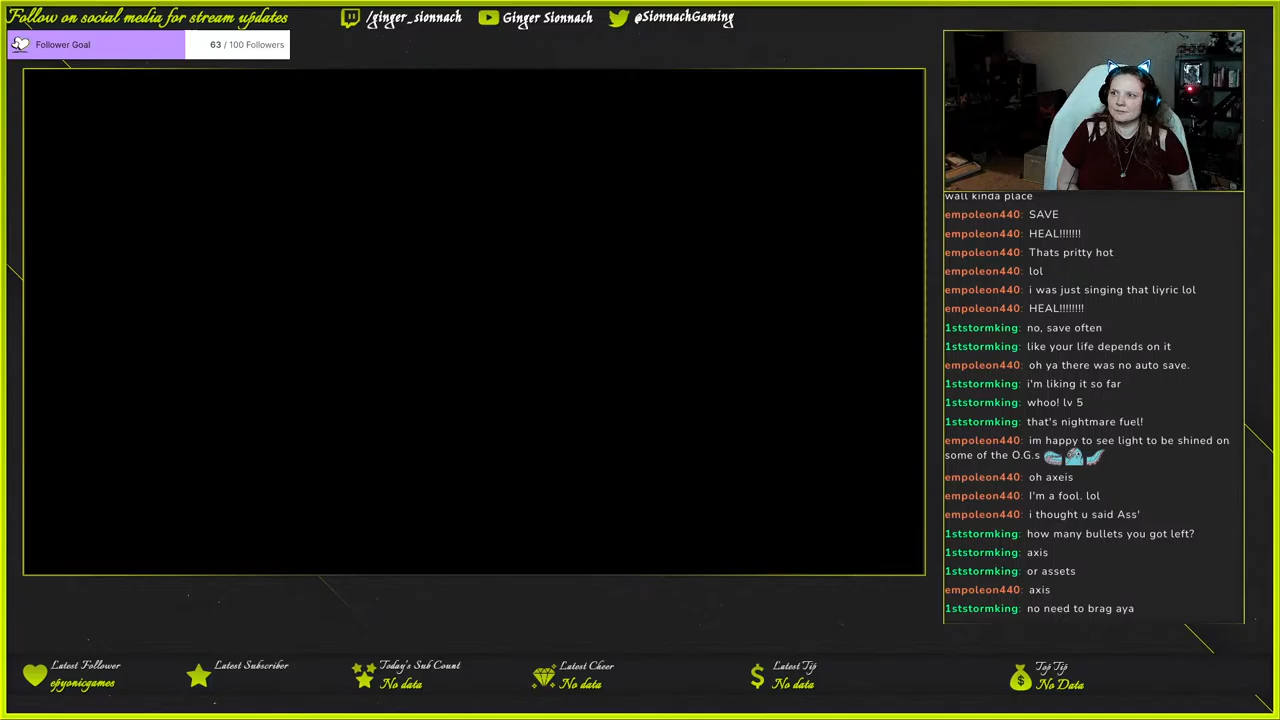 Follow on social media for stream updates
/ginger_sionnach
Ginger Sionnach
@SionnachGaming
Follower Goal
63 / 100 Followers
wall kinda place
empoleon440: SAVE
empoleon440: HEAL!!!!!!!
empoleon440: Thats pritty hot
empoleon440: lol
empoleon440: i was just singing that liyric lol
empoleon440: HEAL!!!!!!!!
1ststormking: no, save often
1ststormking: like your life depends on it
empoleon440: oh ya there was no auto save.
1ststormking: i'm liking it so far
1ststormking: whoo! lv 5
1ststormking: that's nightmare fuel!
empoleon440: im happy to see light to be shined on
some of the O.G.s
empoleon440: oh axeis
empoleon440: I'm a fool. lol
empoleon440: i thought u said Ass'
1ststormking: how many bullets you got left?
1ststormking: axis
1ststormking: or assets
empoleon440: axis
1ststormking: no need to brag aya
Latest Follower
epyonicgames
Latest Subscriber
Today's Sub Count
No data
Latest Cheer
No data
Latest Tip
No data
Top Tip
No Data